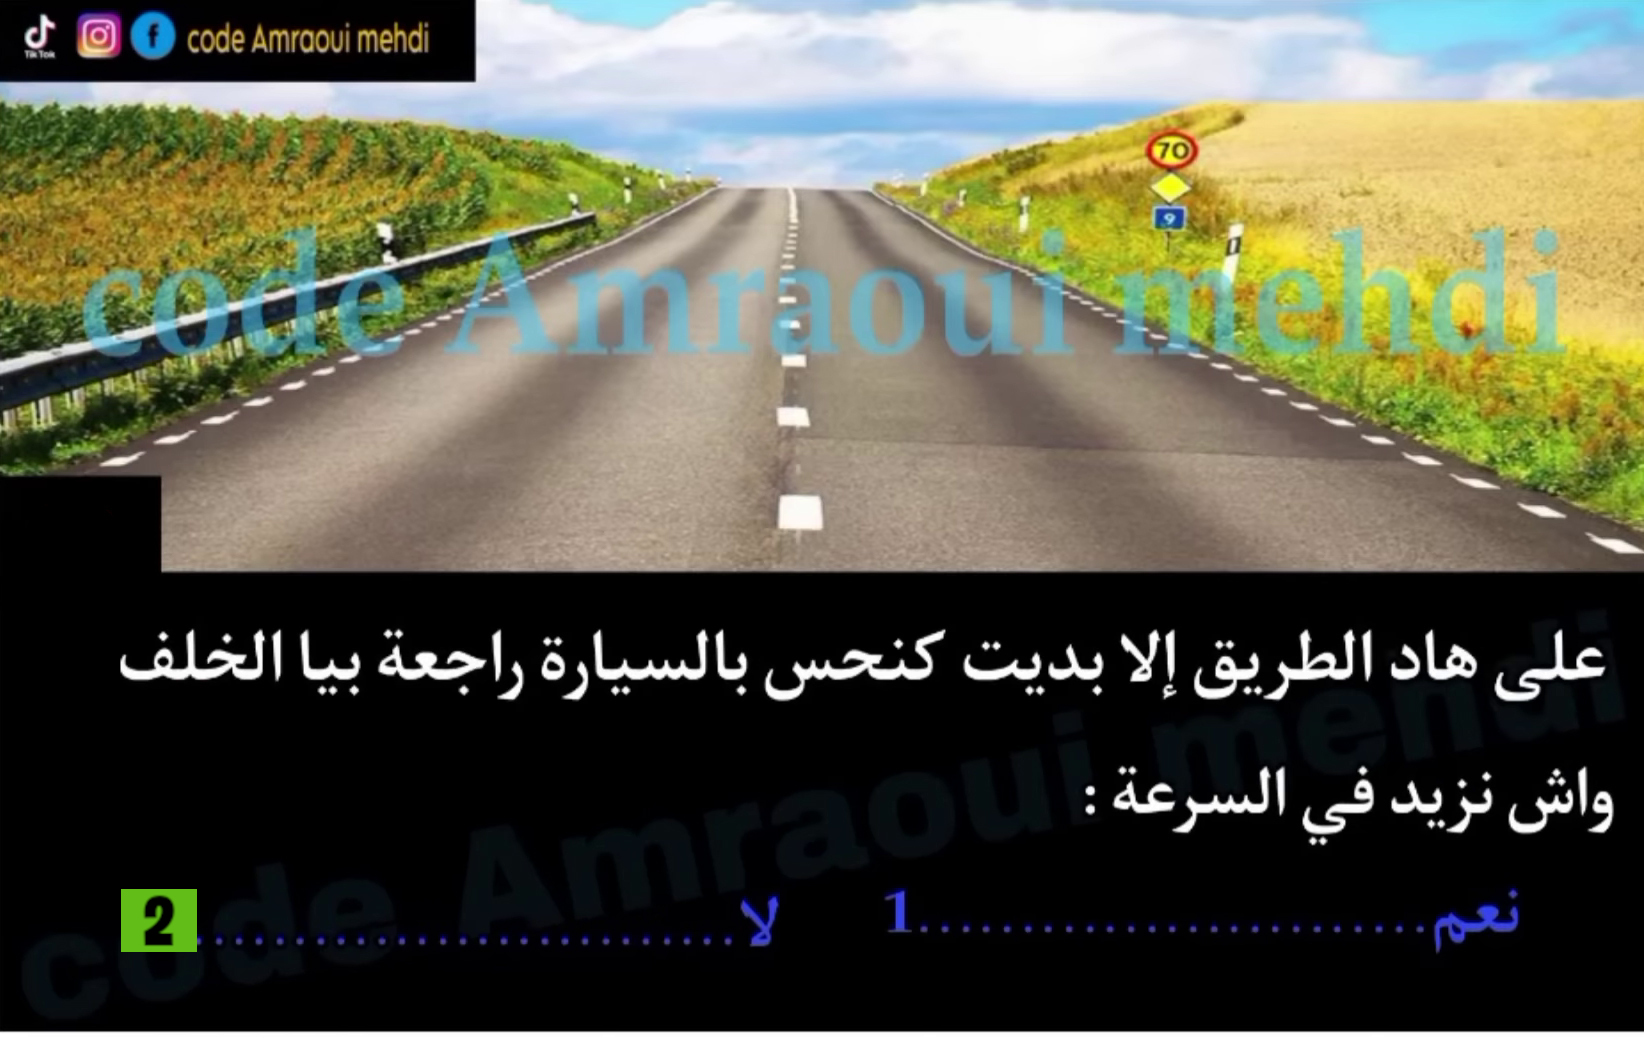 TikTok
code Amraoui mehdi
70
9
code Amraoui mehdi
على هاد الطريق إلا بديت كنحس بالسيارة راجعة بيا الخلف
واش نزيد في السرعة :
نعم.........................1 لا...........................2
code Amraoui mehdi